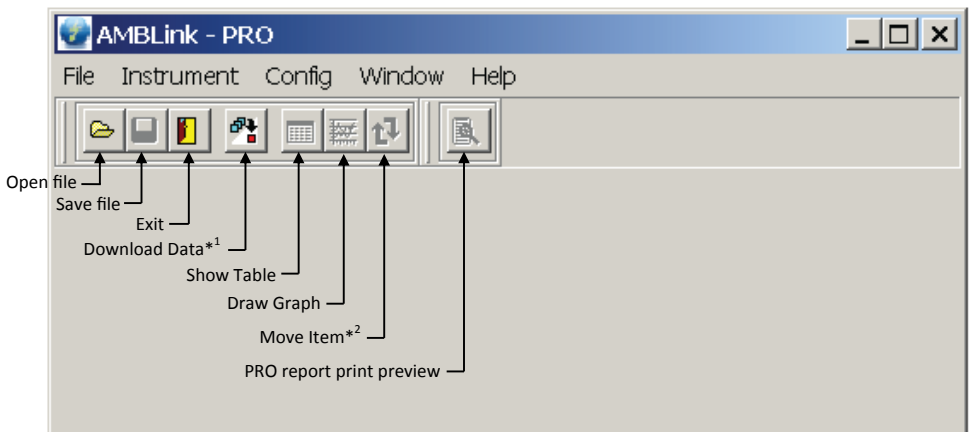 AMBLink - PRO
File Instrument Config Window Help
Open file
Save file
Exit
Download Data*1
Show Table
Draw Graph
Move Item*2
PRO report print preview